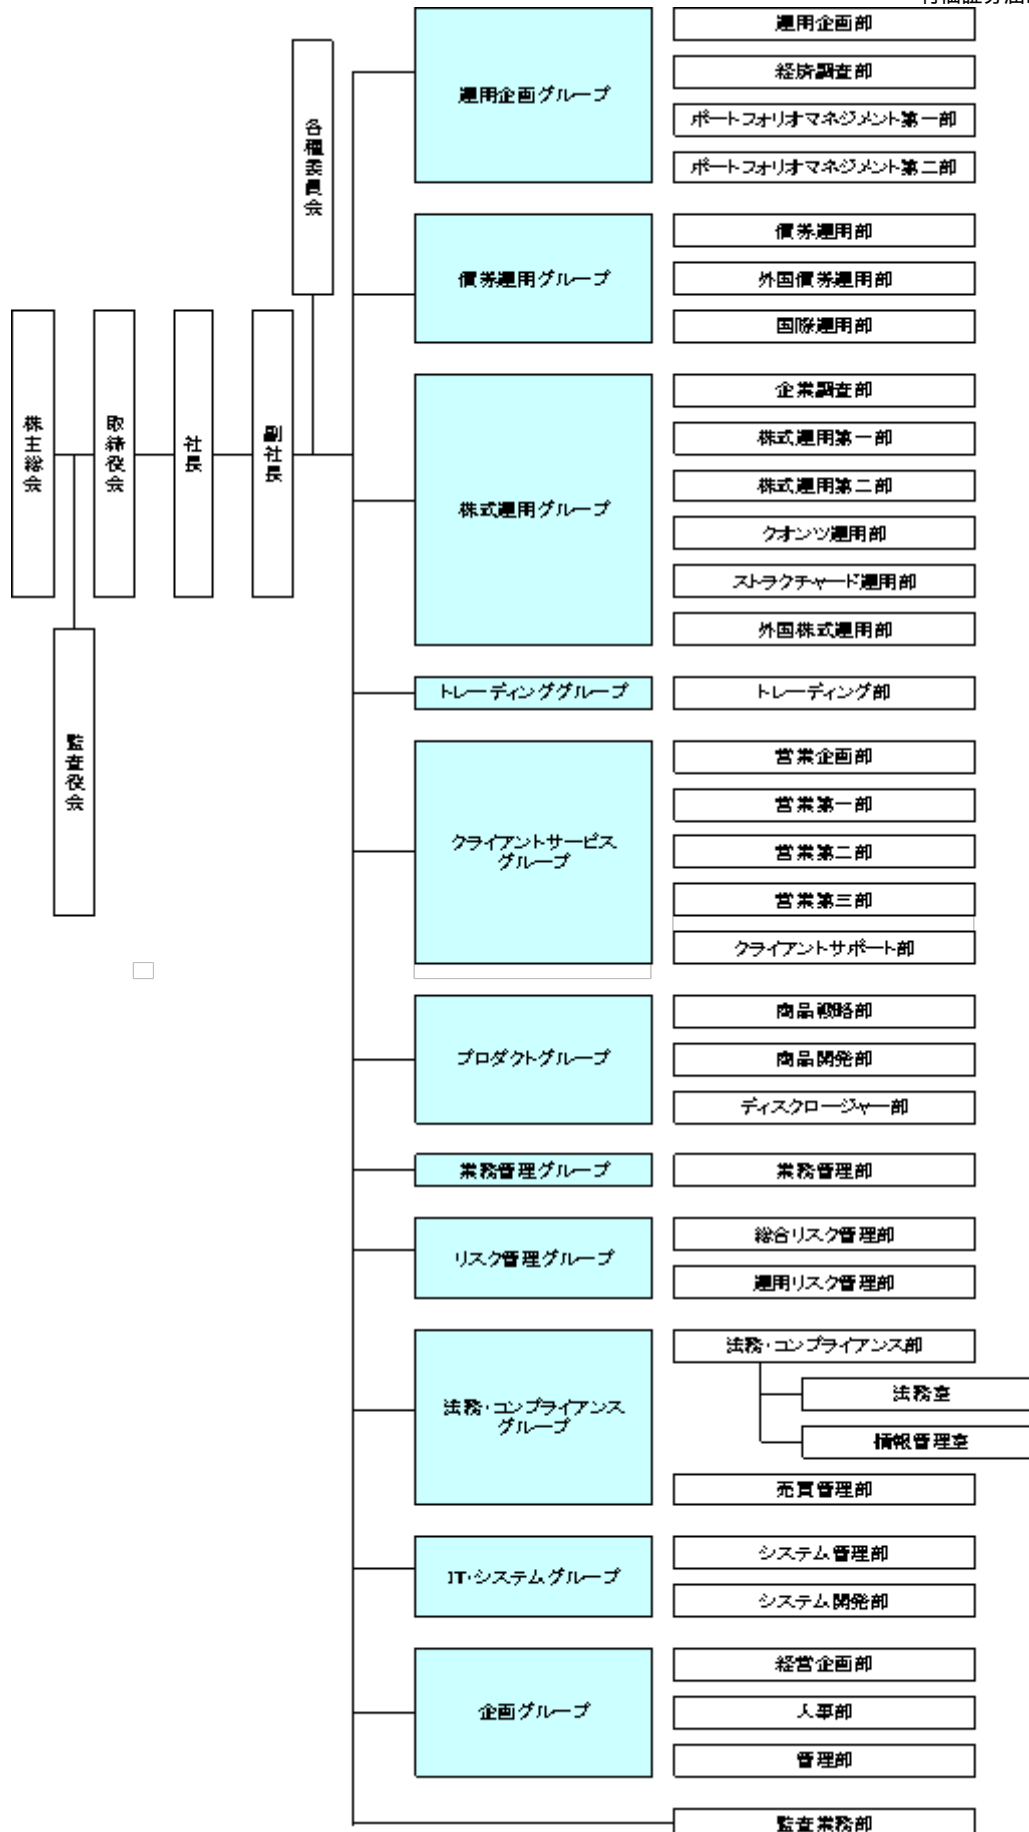 運用企画グループ
運用企画部
経済調査部
ポートフォリオマネジメント第一部
ポートフォリオマネジメント第二部
各種委員会
債券運用グループ
債券運用部
外国債券運用部
国際運用部
株主総会
取締役会
社長
副社長
監査役会
株式運用グループ
企業調査部
株式運用第一部
株式運用第二部
クオンツ運用部
ストラクチャード運用部
外国株式運用部
トレーディンググループ
トレーディング部
クライアントサービス
グループ
営業企画部
営業第一部
営業第二部
営業第三部
クライアントサポート部
プロダクトグループ
商品戦略部
商品開発部
ディスクロージャー部
業務管理グループ
業務管理部
リスク管理グループ
総合リスク管理部
運用リスク管理部
法務・コンプライアンス
グループ
法務・コンプライアンス部
法務室
情報管理室
売買管理部
IT・システムグループ
システム管理部
システム開発部
企画グループ
経営企画部
人事部
管理部
監査業務部